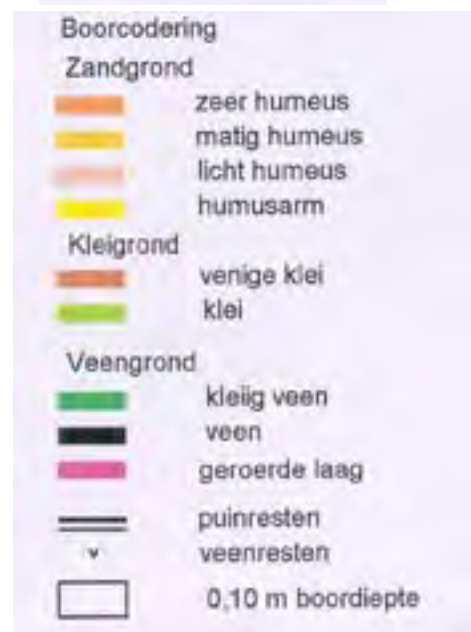 Boorcodering
Zandgrond
zeer humeus
matig humeus
licht humeus
humusarm
Kleigrond
venige klei
klei
Veengrond
kleiig veen
veen
geroerde laag
puinresten
v veenresten
0,10 m boordiepte